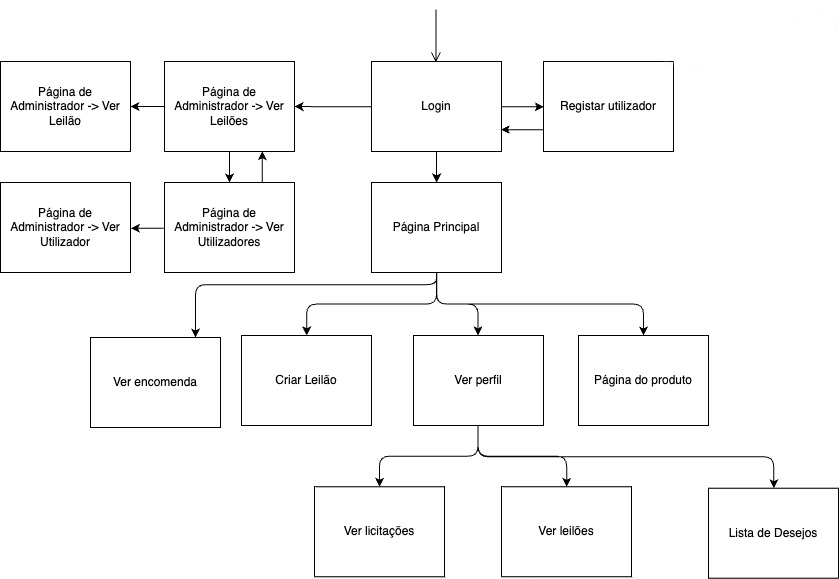 Página de
Administrador -> Ver
Leilão
Página de
Administrador -> Ver
Leilões
Login
Registar utilizador
Página de
Administrador -> Ver
Utilizador
Página de
Administrador -> Ver
Utilizadores
Página Principal
Ver encomenda
Criar Leilão
Ver perfil
Página do produto
Ver licitações
Ver leilões
Lista de Desejos